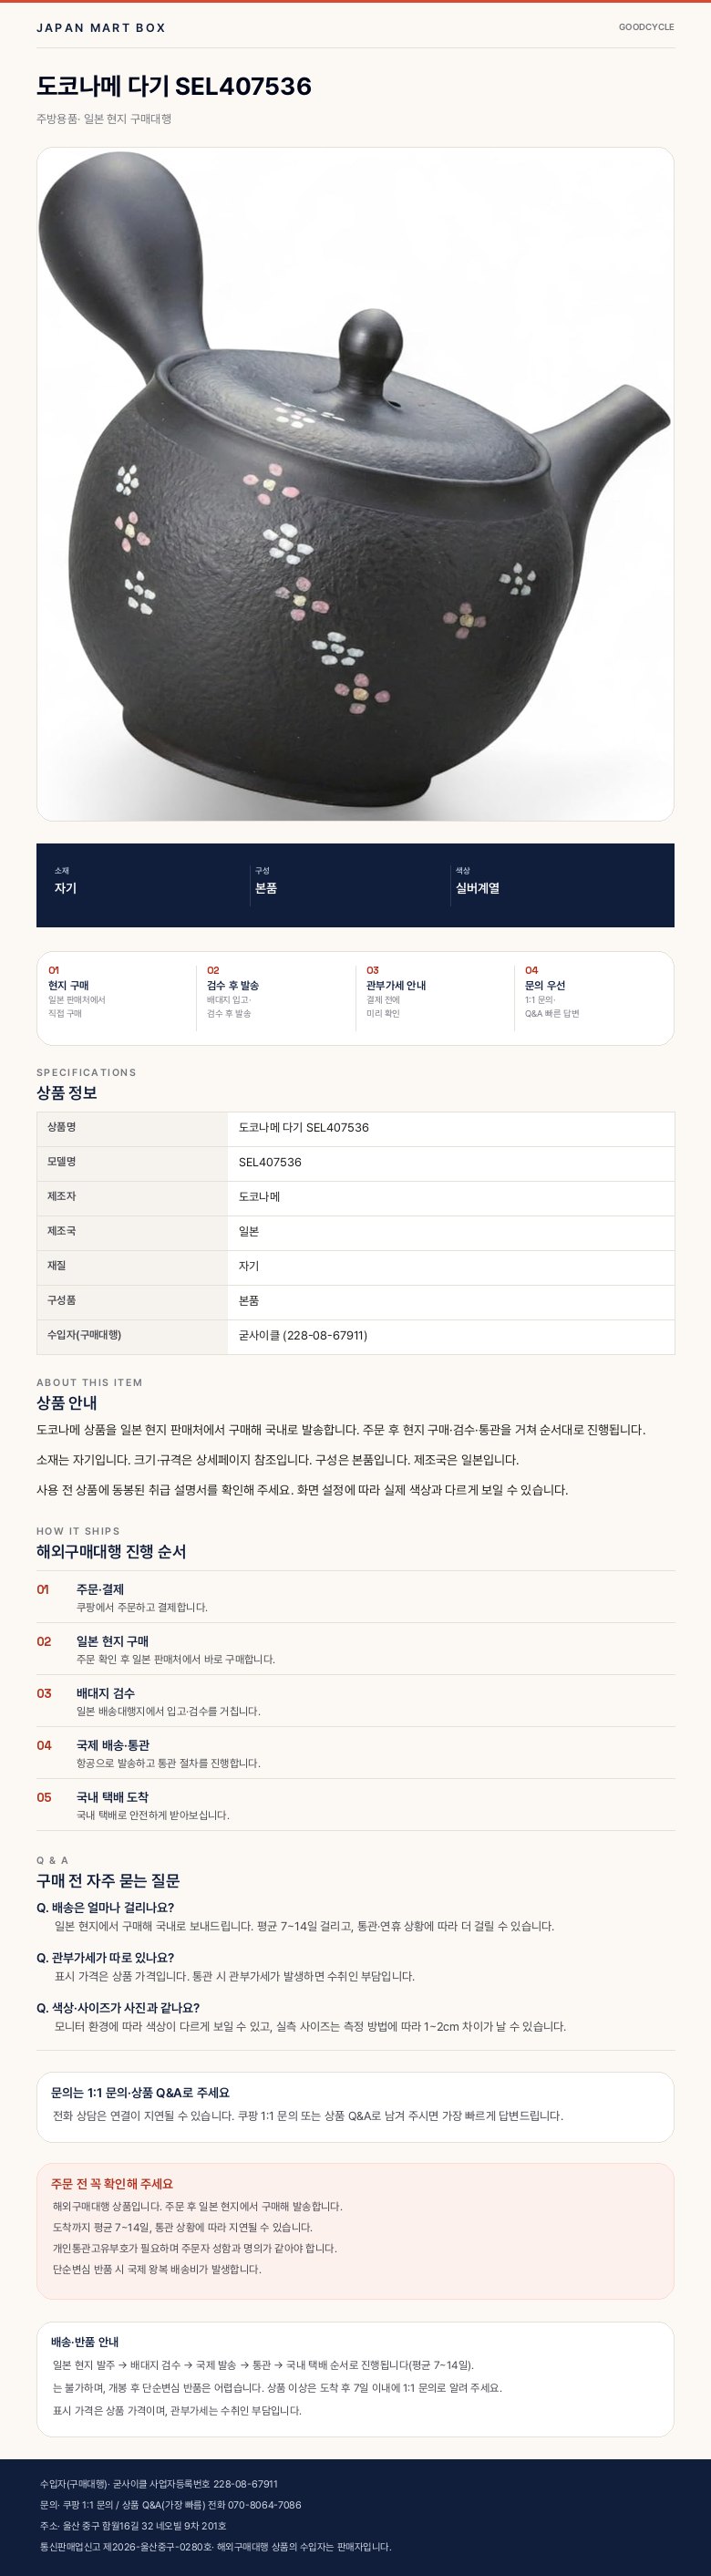 JAPAN MART BOX
GOODCYCLE
도코나메 다기 SEL407536
주방용품· 일본 현지 구매대행
소재
자기
구성
본품
색상
실버계열
01
현지 구매
일본 판매처에서
직접 구매
02
검수 후 발송
배대지 입고·
검수 후 발송
03
관부가세 안내
결제 전에
미리 확인
04
문의 우선
1:1 문의·
Q&A 빠른 답변
SPECIFICATIONS
상품 정보
상품명 도코나메 다기 SEL407536
모델명 SEL407536
제조자 도코나메
제조국 일본
재질 자기
구성품 본품
수입자(구매대행) 굳사이클 (228-08-67911)
ABOUT THIS ITEM
상품 안내
도코나메 상품을 일본 현지 판매처에서 구매해 국내로 발송합니다. 주문 후 현지 구매·검수·통관을 거쳐 순서대로 진행됩니다.
소재는 자기입니다. 크기·규격은 상세페이지 참조입니다. 구성은 본품입니다. 제조국은 일본입니다.
사용 전 상품에 동봉된 취급 설명서를 확인해 주세요. 화면 설정에 따라 실제 색상과 다르게 보일 수 있습니다.
HOW IT SHIPS
해외구매대행 진행 순서
01 주문·결제
쿠팡에서 주문하고 결제합니다.
02 일본 현지 구매
주문 확인 후 일본 판매처에서 바로 구매합니다.
03 배대지 검수
일본 배송대행지에서 입고·검수를 거칩니다.
04 국제 배송·통관
항공으로 발송하고 통관 절차를 진행합니다.
05 국내 택배 도착
국내 택배로 안전하게 받아보십니다.
Q & A
구매 전 자주 묻는 질문
Q. 배송은 얼마나 걸리나요?
일본 현지에서 구매해 국내로 보내드립니다. 평균 7~14일 걸리고, 통관·연휴 상황에 따라 더 걸릴 수 있습니다.
Q. 관부가세가 따로 있나요?
표시 가격은 상품 가격입니다. 통관 시 관부가세가 발생하면 수취인 부담입니다.
Q. 색상·사이즈가 사진과 같나요?
모니터 환경에 따라 색상이 다르게 보일 수 있고, 실측 사이즈는 측정 방법에 따라 1~2cm 차이가 날 수 있습니다.
문의는 1:1 문의·상품 Q&A로 주세요
전화 상담은 연결이 지연될 수 있습니다. 쿠팡 1:1 문의 또는 상품 Q&A로 남겨 주시면 가장 빠르게 답변드립니다.
주문 전 꼭 확인해 주세요
해외구매대행 상품입니다. 주문 후 일본 현지에서 구매해 발송합니다.
도착까지 평균 7~14일, 통관 상황에 따라 지연될 수 있습니다.
개인통관고유부호가 필요하며 주문자 성함과 명의가 같아야 합니다.
단순변심 반품 시 국제 왕복 배송비가 발생합니다.
배송·반품 안내
일본 현지 발주 → 배대지 검수 → 국제 발송 → 통관 → 국내 택배 순서로 진행됩니다(평균 7~14일).
는 불가하며, 개봉 후 단순변심 반품은 어렵습니다. 상품 이상은 도착 후 7일 이내에 1:1 문의로 알려 주세요.
표시 가격은 상품 가격이며, 관부가세는 수취인 부담입니다.
수입자(구매대행)· 굳사이클 사업자등록번호 228-08-67911
문의· 쿠팡 1:1 문의 / 상품 Q&A(가장 빠름) 전화 070-8064-7086
주소· 울산 중구 함월16길 32 네오빌 9차 201호
통신판매업신고 제2026-울산중구-0280호· 해외구매대행 상품의 수입자는 판매자입니다.